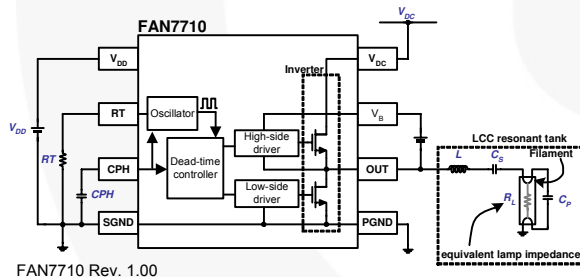 FAN7710
VDC
VDD
VDC
Inverter
RT
Oscillator
VB
High-side
driver
LCC resonant tank
VDD
RT
CPH
Dead-time
controller
OUT
L
CS
Filament
CPH
Low-side
driver
RL
CP
SGND
PGND
equivalent lamp impedance
FAN7710 Rev. 1.00